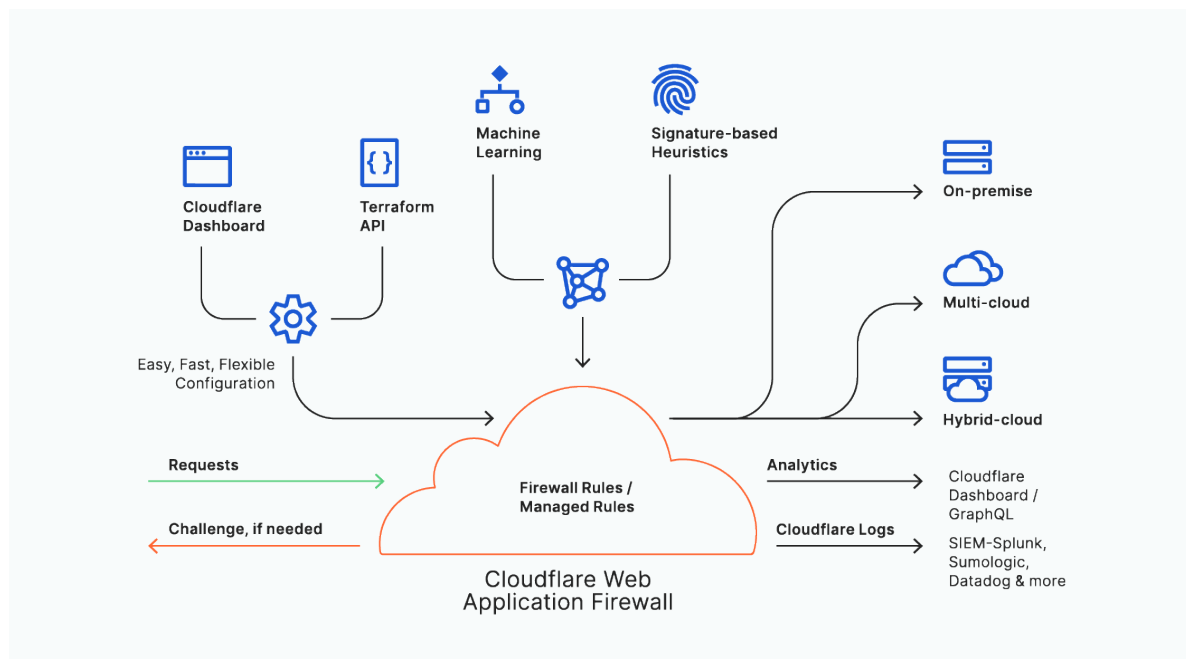 Machine
Learning
Signature-based
Heuristics
Cloudflare
Dashboard
Terraform
API
On-premise
Multi-cloud
Easy, Fast, Flexible
Configuration
Hybrid-cloud
Requests
Challenge, if needed
Firewall Rules /
Managed Rules
Analytics
Cloudflare
Dashboard /
GraphQL
Cloudflare Logs
SIEM-Splunk,
Sumologic,
Datadog & more
Cloudflare Web
Application Firewall